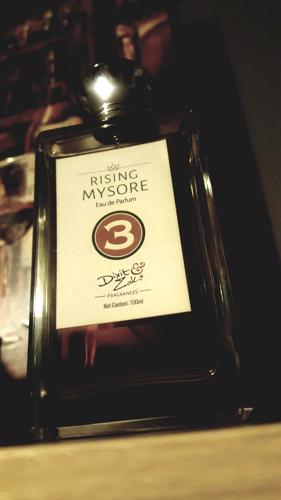 RISING
MYSORE
Eau de Parfum
3
Dixit &
Zak
FRAGRANCES
Net Content: 100ml